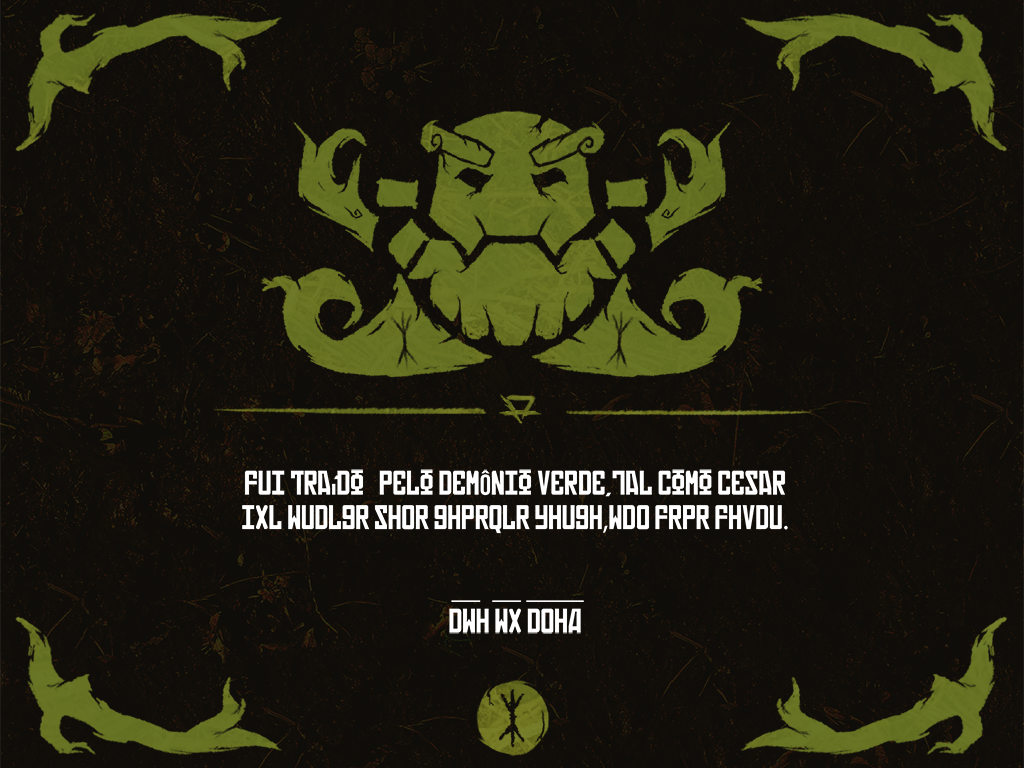 FUI TRAíDO PELO DEMÔNIO VERDE,TAL COMO CESAR
IXL WUDLGR SHOR GHPRQLR YHUGH,WDO FRPR FHVDU.
DWH WX DOHA